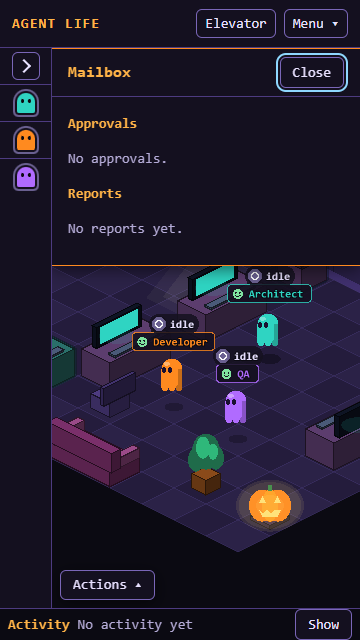 AGENT LIFE
Elevator
Menu ▾
Mailbox
Close
Approvals
No approvals.
Reports
No reports yet.
idle
Architect
idle
Developer
idle
QA
Actions ▴
Activity No activity yet
Show